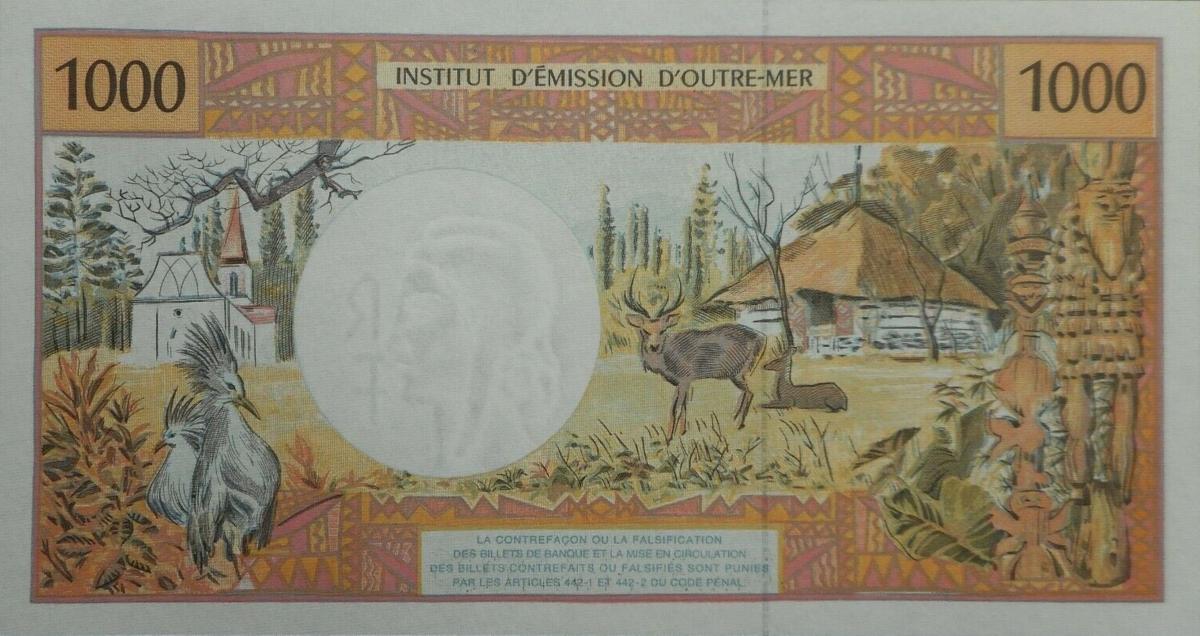 1000
INSTITUT D'ÉMISSION D'OUTRE-MER
1000
LA CONTREFAÇON OU LA FALSIFICATION
DES BILLETS DE BANQUE ET LA MISE EN CIRCULATION
DES BILLETS CONTREFAITS OU FALSIFIÉS SONT PUNIES
PAR LES ARTICLES 442-1 ET 442-2 DU CODE PÉNAL